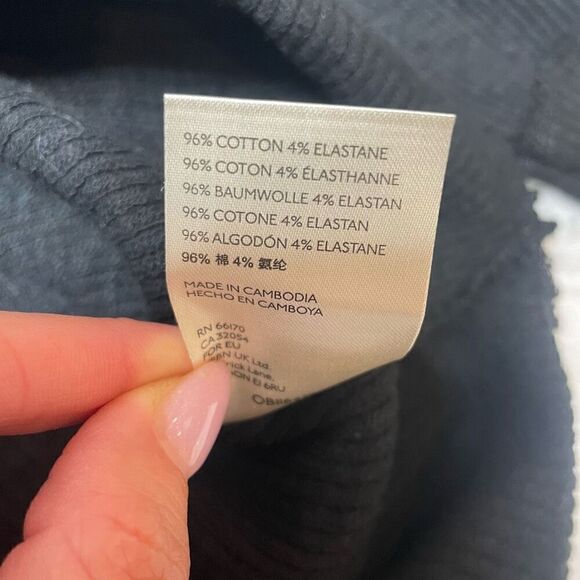 96% COTTON 4% ELASTANE
96% COTON 4% ÉLASTHANNE
96% BAUMWOLLE 4% ELASTAN
96% COTONE 4% ELASTAN
96% ALGODÓN 4% ELASTANE
96% 棉 4% 氨纶
MADE IN CAMBODIA
HECHO EN CAMBOYA
RN 66170
CA 32054
FOR EU
UK Ltd.
Lane,
E1 6RU